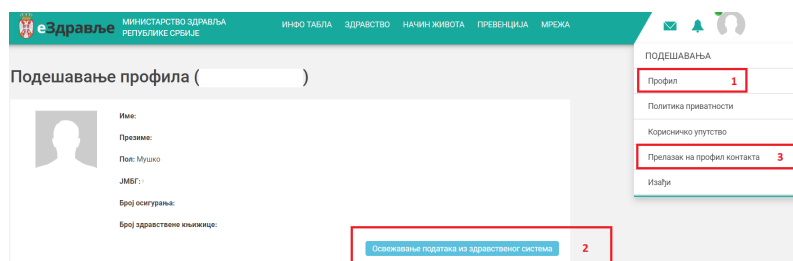 еЗдравље
МИНИСТАРСТВО ЗДРАВЉА
РЕПУБЛИКЕ СРБИЈЕ
ИНФО ТАБЛА ЗДРАВСТВО НАЧИН ЖИВОТА ПРЕВЕНЦИЈА МРЕЖА
ПОДЕШАВАЊА
Профил 1
Политика приватности
Корисничко упутство
Прелазак на профил контакта 3
Изађи
Подешавање профила ( )
Име:
Презиме:
Пол: Мушко
ЈМБГ: -
Број осигурања:
Број здравствене књижице:
Освежавање података из здравственог система 2